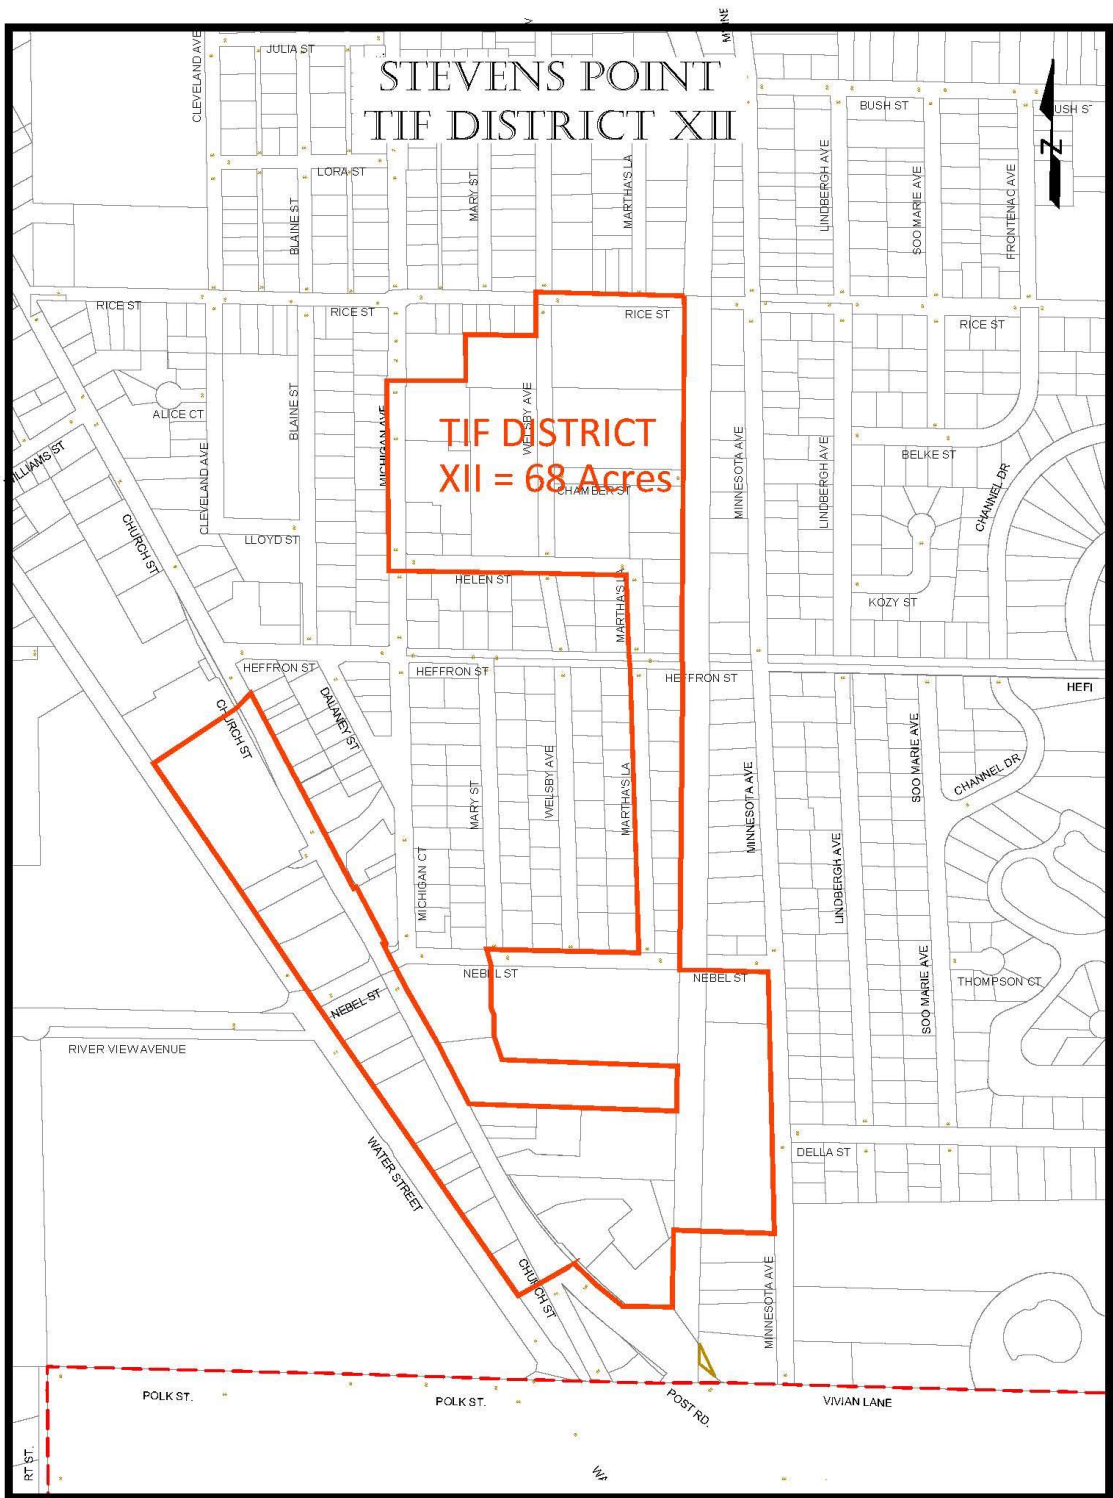 STEVENS POINT
TIF DISTRICT XII
CLEVELAND AVE
JULIA ST
BUSH ST
N
LORA ST
BLAINE ST
MARY ST
MARTHA'S LA
LINDBERGH AVE
SOO MARIE AVE
FRONTENAC AVE
RICE ST
RICE ST
RICE ST
RICE ST
ALICE CT
BLAINE ST
MICHIGAN AVE
WELSBY AVE
TIF DISTRICT
XII = 68 Acres
CHAMBER ST
MINNESOTA AVE
LINDBERGH AVE
BELKE ST
CHANNEL DR
CLEVELAND AVE
CHURCH ST
LLOYD ST
HELEN ST
MARTHA'S LA
KOZY ST
HEFFRON ST
HEFFRON ST
HEFFRON ST
HEFI
CHURCH ST
DALANEY ST
MARY ST
WELSBY AVE
MARTHA'S LA
MINNESOTA AVE
SOO MARIE AVE
CHANNEL DR
MICHIGAN CT
LINDBERGH AVE
NEBEL ST
NEBEL ST
NEBEL ST
SOO MARIE AVE
THOMPSON CT
RIVER VIEW AVENUE
WATER STREET
DELLA ST
CHURCH ST
MINNESOTA AVE
POLK ST.
POLK ST.
POST RD.
VIVIAN LANE
RT ST.